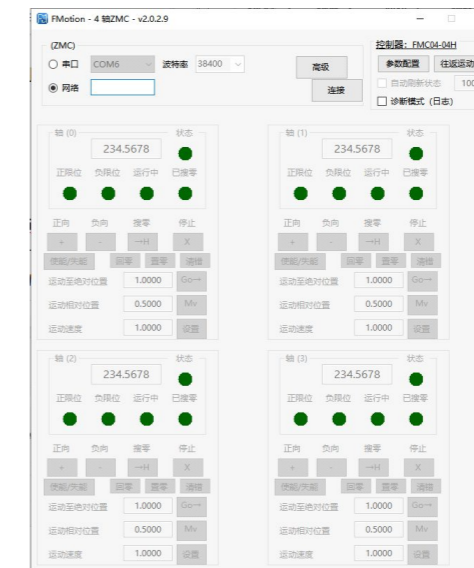 FMotion - 4 轴ZMC - v2.0.2.9
(ZMC)
串口 COM6 波特率 38400 高级
网络 连接
控制器: FMC04-04H
参数配置 往返运动
自动刷新状态 100
诊断模式 (日志)
轴 (0) 状态
234.5678
正限位 负限位 运行中 已搜零
正向 负向 搜零 停止
+ - →H X
使能/失能 回零 置零 清错
运动至绝对位置 1.0000 Go→
运动相对位置 0.5000 Mv
运动速度 1.0000 设置
轴 (1) 状态
234.5678
正限位 负限位 运行中 已搜零
正向 负向 搜零 停止
+ - →H X
使能/失能 回零 置零 清错
运动至绝对位置 1.0000 Go→
运动相对位置 0.5000 Mv
运动速度 1.0000 设置
轴 (2) 状态
234.5678
正限位 负限位 运行中 已搜零
正向 负向 搜零 停止
+ - →H X
使能/失能 回零 置零 清错
运动至绝对位置 1.0000 Go→
运动相对位置 0.5000 Mv
运动速度 1.0000 设置
轴 (3) 状态
234.5678
正限位 负限位 运行中 已搜零
正向 负向 搜零 停止
+ - →H X
使能/失能 回零 置零 清错
运动至绝对位置 1.0000 Go→
运动相对位置 0.5000 Mv
运动速度 1.0000 设置